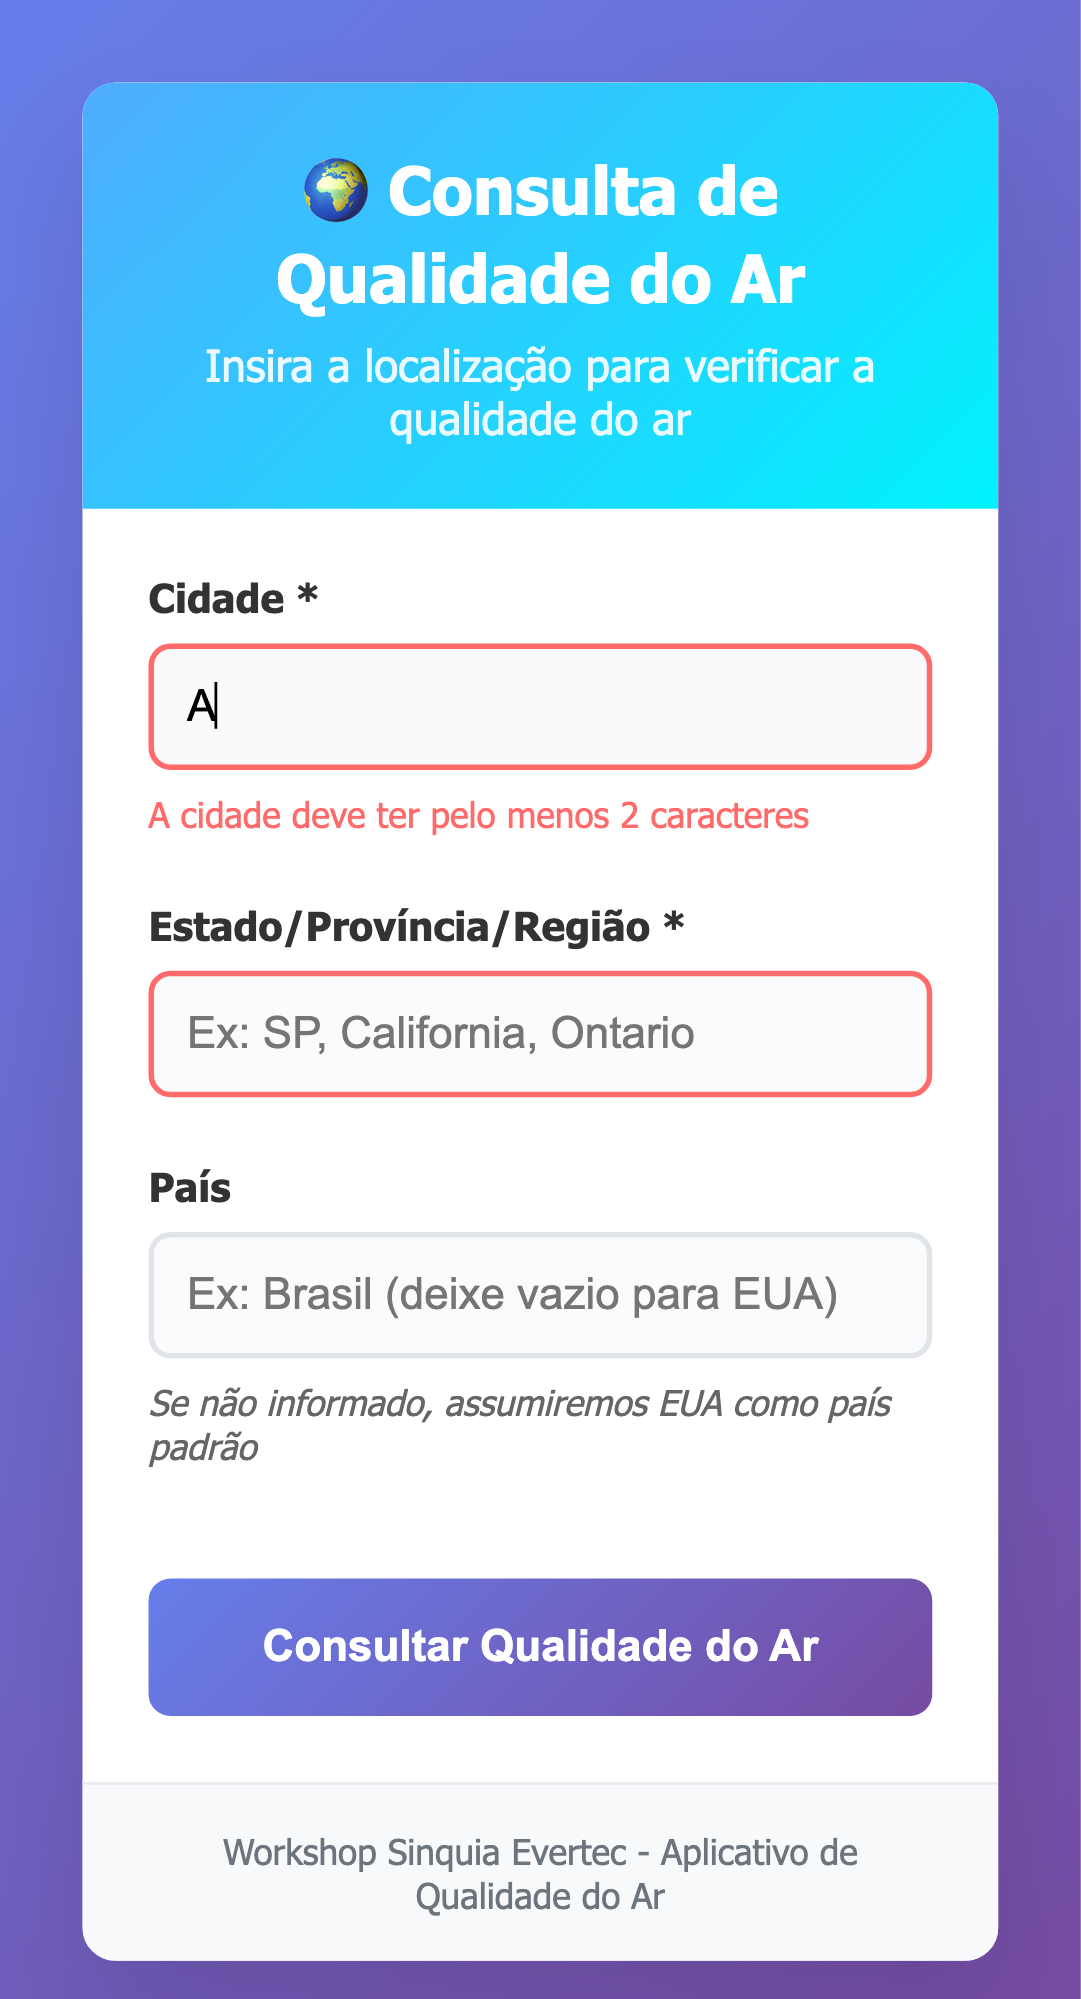 Consulta de
Qualidade do Ar
Insira a localização para verificar a
qualidade do ar
Cidade *
A
A cidade deve ter pelo menos 2 caracteres
Estado/Província/Região *
Ex: SP, California, Ontario
País
Ex: Brasil (deixe vazio para EUA)
Se não informado, assumiremos EUA como país
padrão
Consultar Qualidade do Ar
Workshop Sinquia Evertec - Aplicativo de
Qualidade do Ar